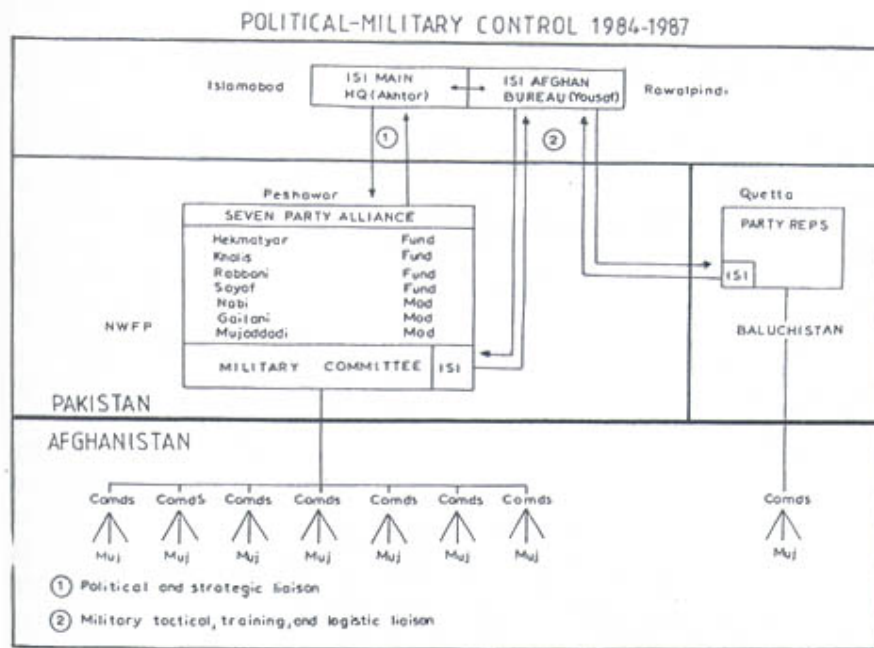 POLITICAL-MILITARY CONTROL 1984-1987
Islamabad
ISI MAIN
HQ (Akhtar)
ISI AFGHAN
BUREAU (Yousaf)
Rawalpindi
1
2
Peshawar
SEVEN PARTY ALLIANCE
Hekmatyar Fund
Khalis Fund
Rabbani Fund
Sayaf Fund
Nabi Mod
Gailani Mod
Mujaddadi Mod
MILITARY COMMITTEE ISI
NWFP
Quetta
PARTY REPS
ISI
BALUCHISTAN
PAKISTAN
AFGHANISTAN
Comds ComdS Comds Comds Comds Comds Comds Comds
Muj Muj Muj Muj Muj Muj Muj Muj
1 Political and strategic liaison
2 Military tactical, training, and logistic liaison